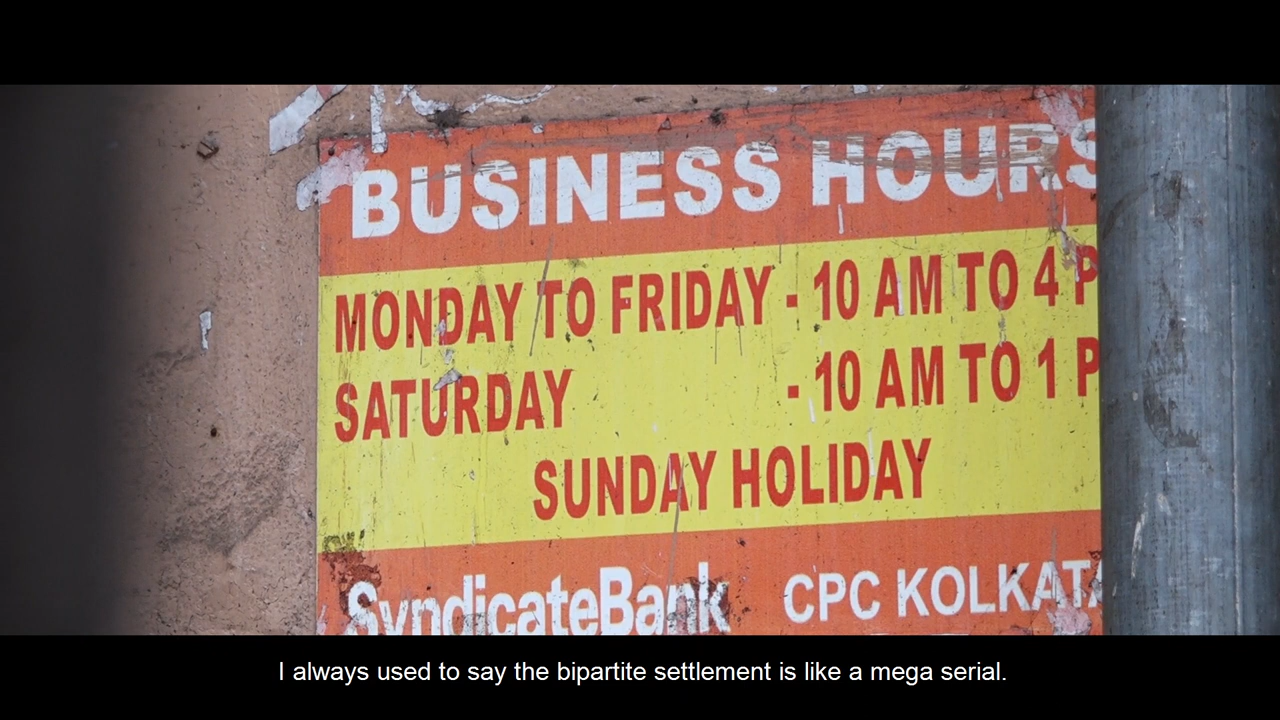 BUSINESS HOURS
MONDAY TO FRIDAY - 10 AM TO 4 P
SATURDAY - 10 AM TO 1 P
SUNDAY HOLIDAY
SyndicateBank CPC KOLKATA
I always used to say the bipartite settlement is like a mega serial.